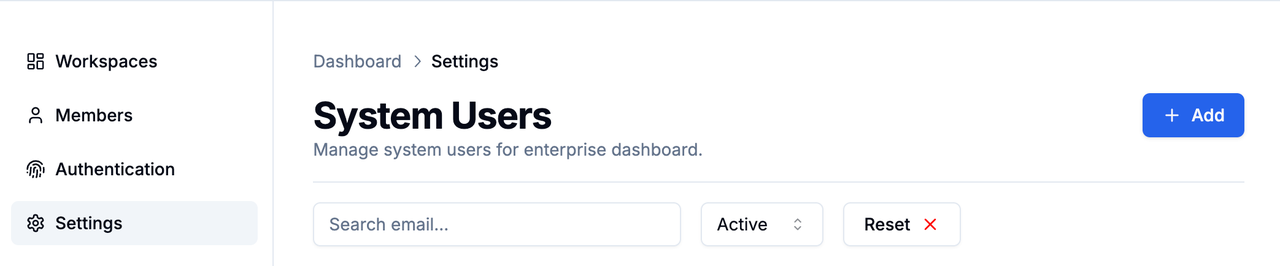 Workspaces
Members
Authentication
Settings
Dashboard > Settings
System Users
Add
Manage system users for enterprise dashboard.
Search email...
Active
Reset